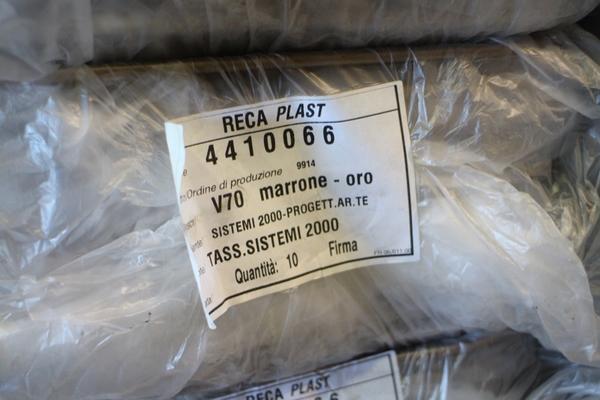 RECA PLAST
4410066
Ordine di produzione 9914
V70 marrone - oro
SISTEMI 2000-PROGETT.AR.TE
TASS.SISTEMI 2000
Quantità: 10 Firma
RECA PLAST